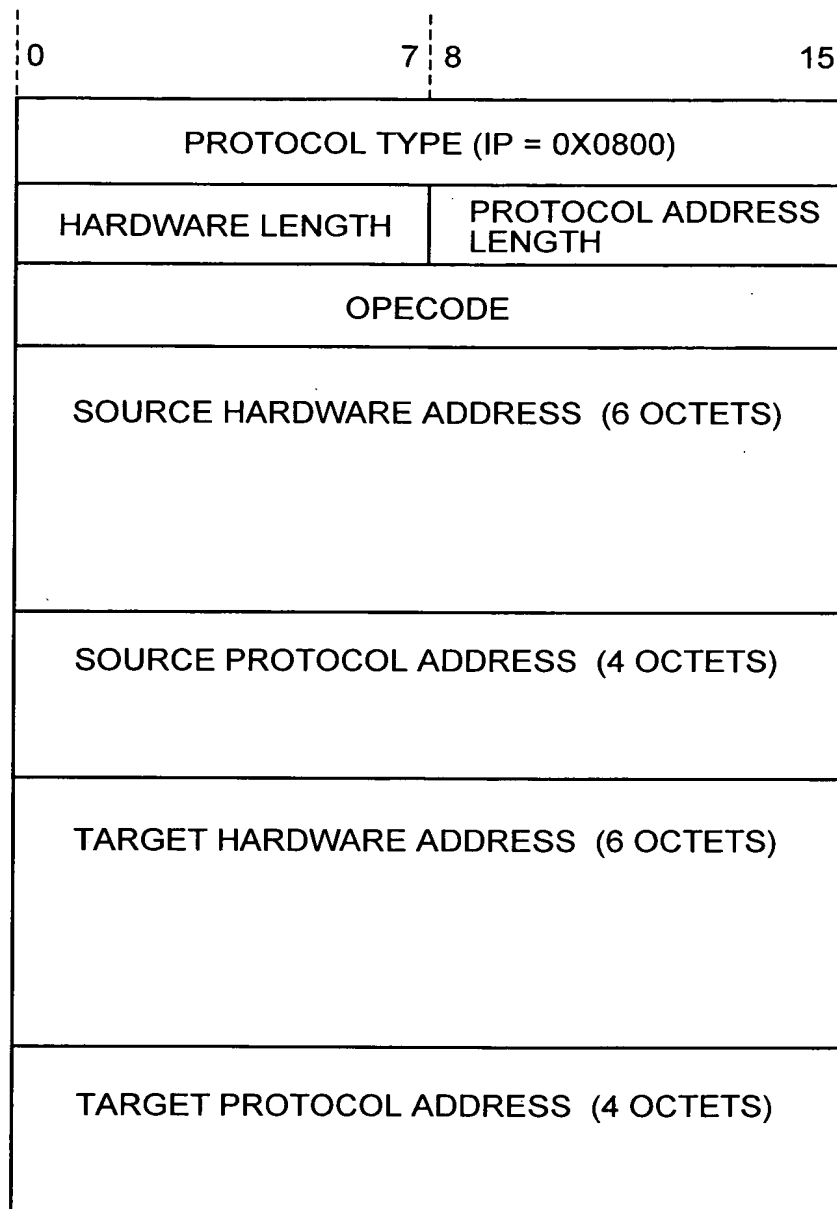 0 7 8 15
PROTOCOL TYPE (IP = 0X0800)
HARDWARE LENGTH
PROTOCOL ADDRESS
LENGTH
OPECODE
SOURCE HARDWARE ADDRESS (6 OCTETS)
SOURCE PROTOCOL ADDRESS (4 OCTETS)
TARGET HARDWARE ADDRESS (6 OCTETS)
TARGET PROTOCOL ADDRESS (4 OCTETS)